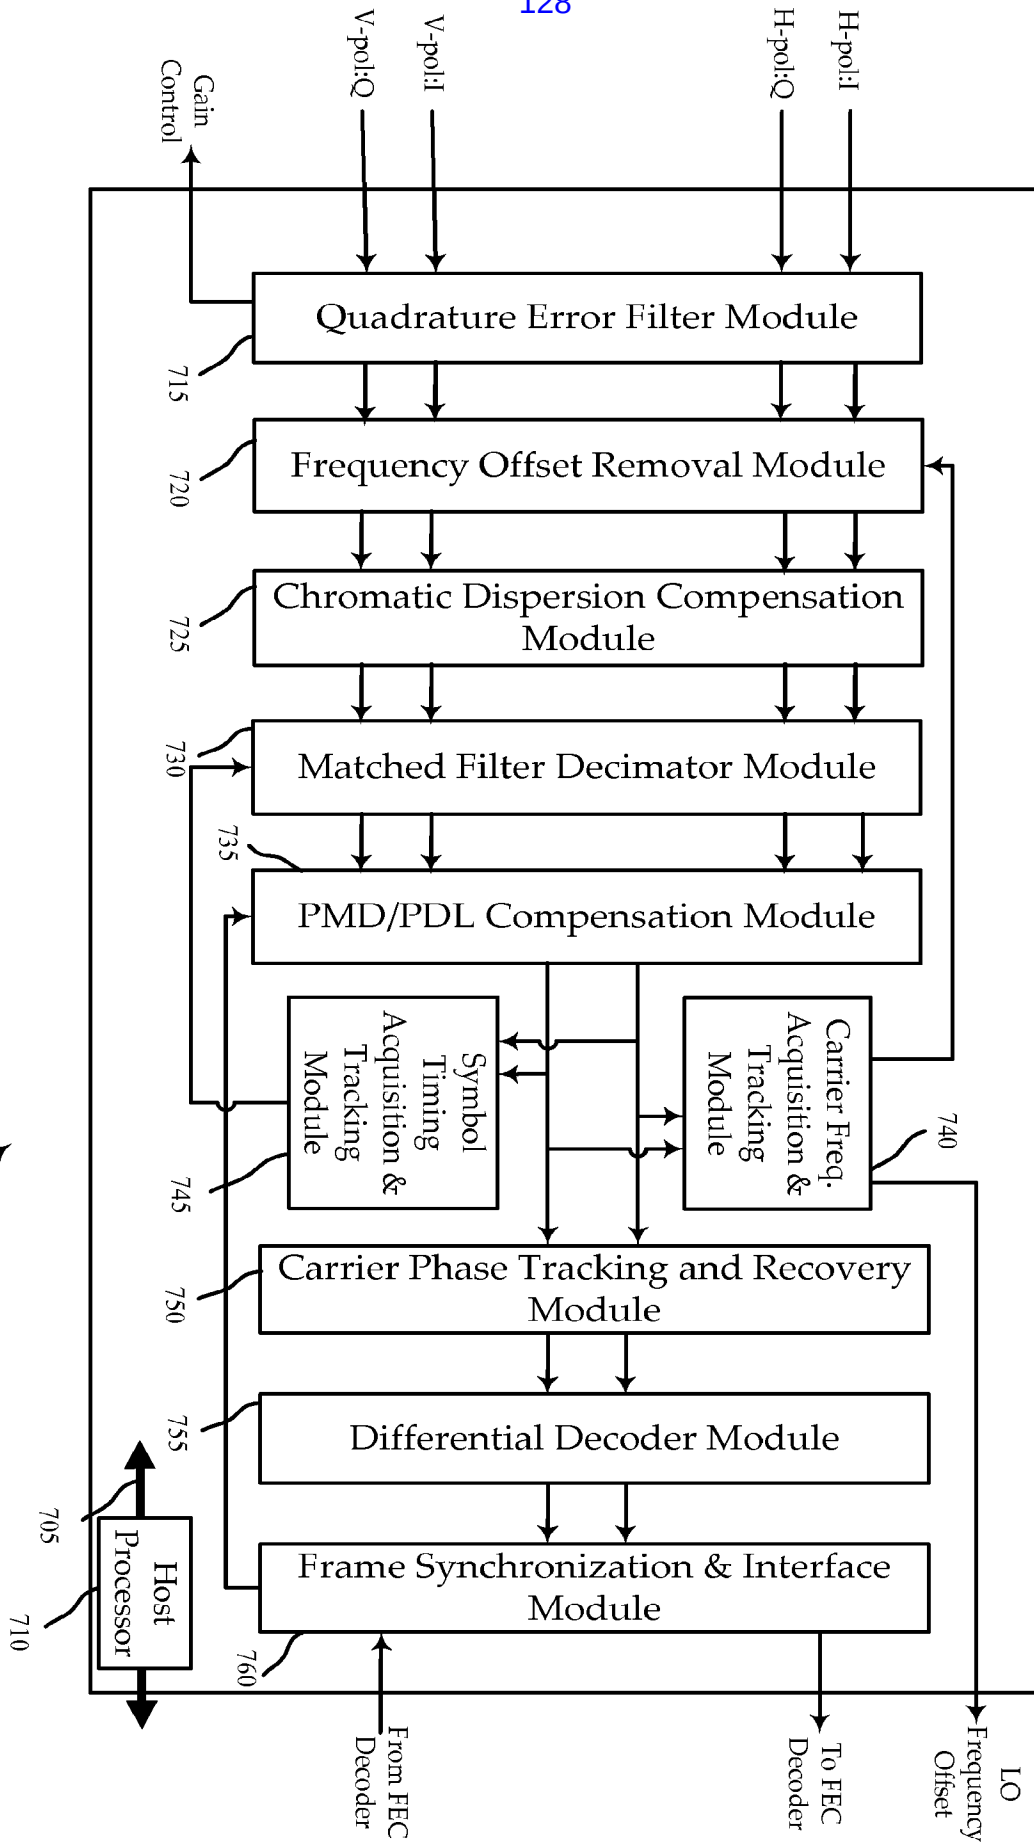 128
V-pol:Q
V-pol:I
H-pol:Q
H-pol:I
Gain
Control
Quadrature Error Filter Module
715
Frequency Offset Removal Module
720
Chromatic Dispersion Compensation
Module
725
Matched Filter Decimator Module
730
735
PMD/PDL Compensation Module
Symbol
Timing
Acquisition &
Tracking
Module
745
Carrier Freq.
Acquisition &
Tracking
Module
740
Carrier Phase Tracking and Recovery
Module
750
Differential Decoder Module
755
Frame Synchronization & Interface
Module
760
705
Host
Processor
710
From FEC
Decoder
To FEC
Decoder
LO
Frequency
Offset